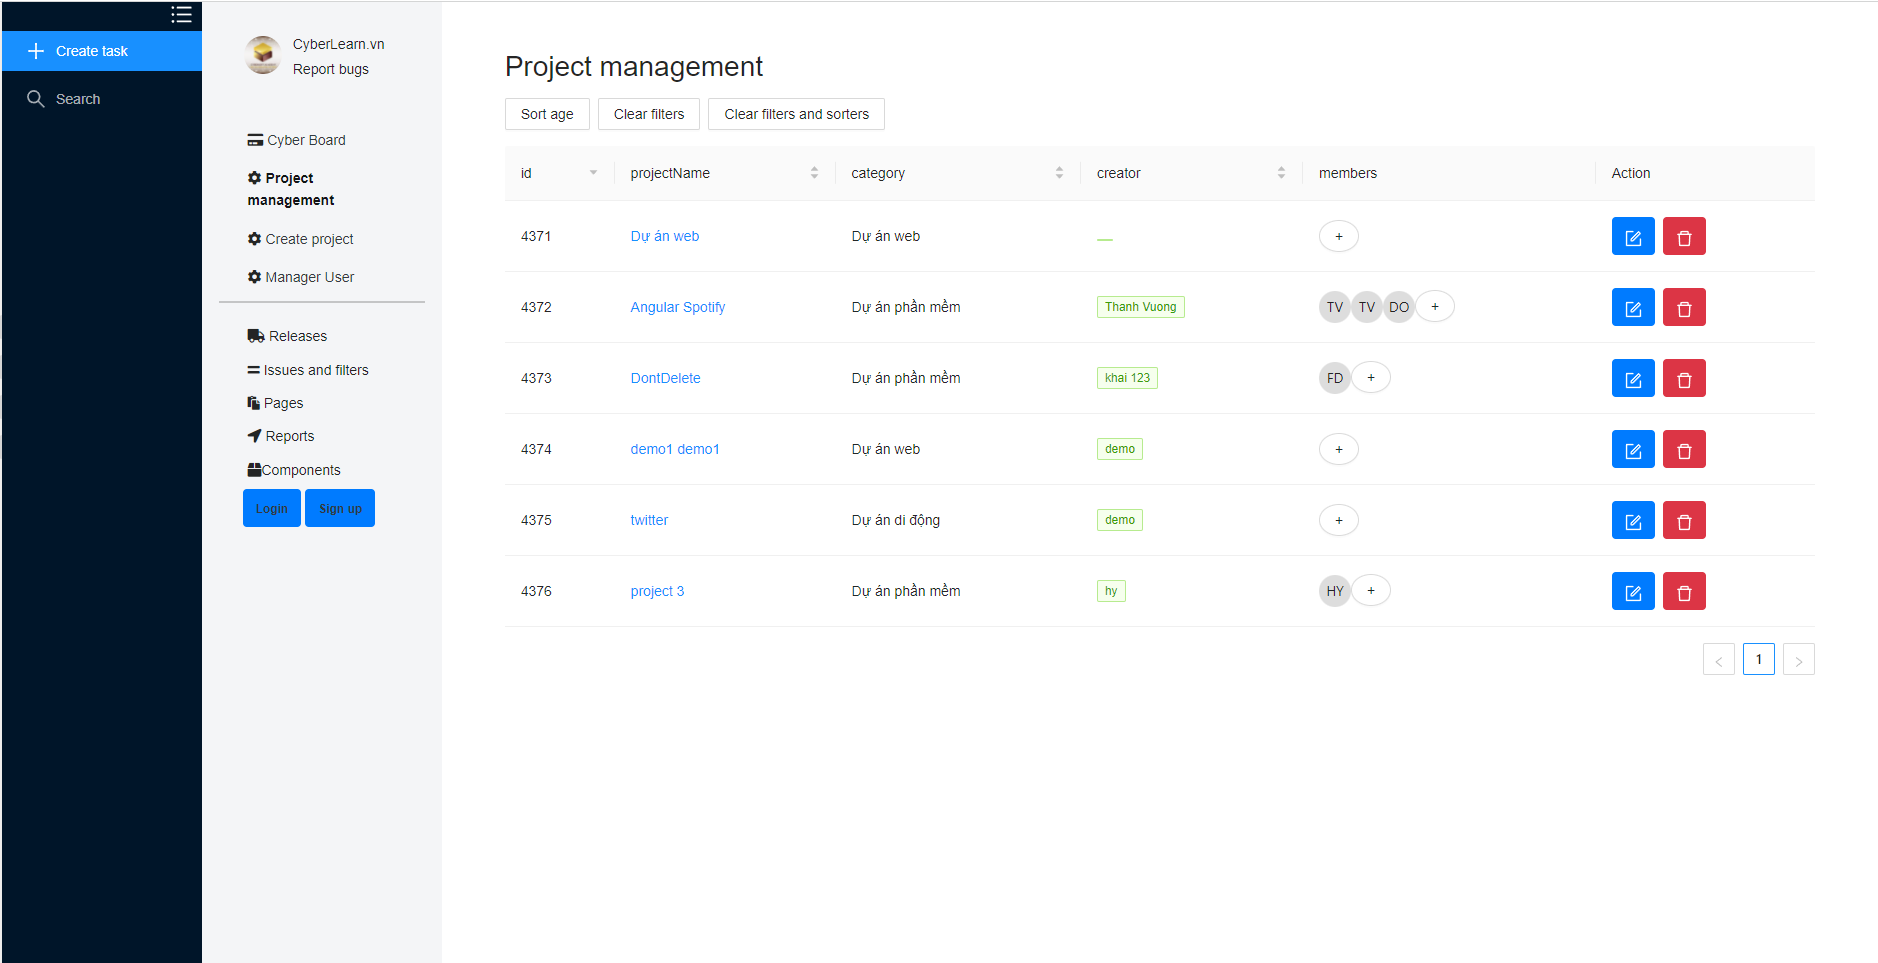 Create task
Search
CyberLearn.vn
Report bugs
Cyber Board
Project
management
Create project
Manager User
Releases
Issues and filters
Pages
Reports
Components
Login Sign up
Project management
Sort age Clear filters Clear filters and sorters
id projectName category creator members Action
4371 Dự án web Dự án web +
4372 Angular Spotify Dự án phần mềm Thanh Vuong TV TV DO +
4373 DontDelete Dự án phần mềm khai 123 FD +
4374 demo1 demo1 Dự án web demo +
4375 twitter Dự án di động demo +
4376 project 3 Dự án phần mềm hy HY +
< 1 >